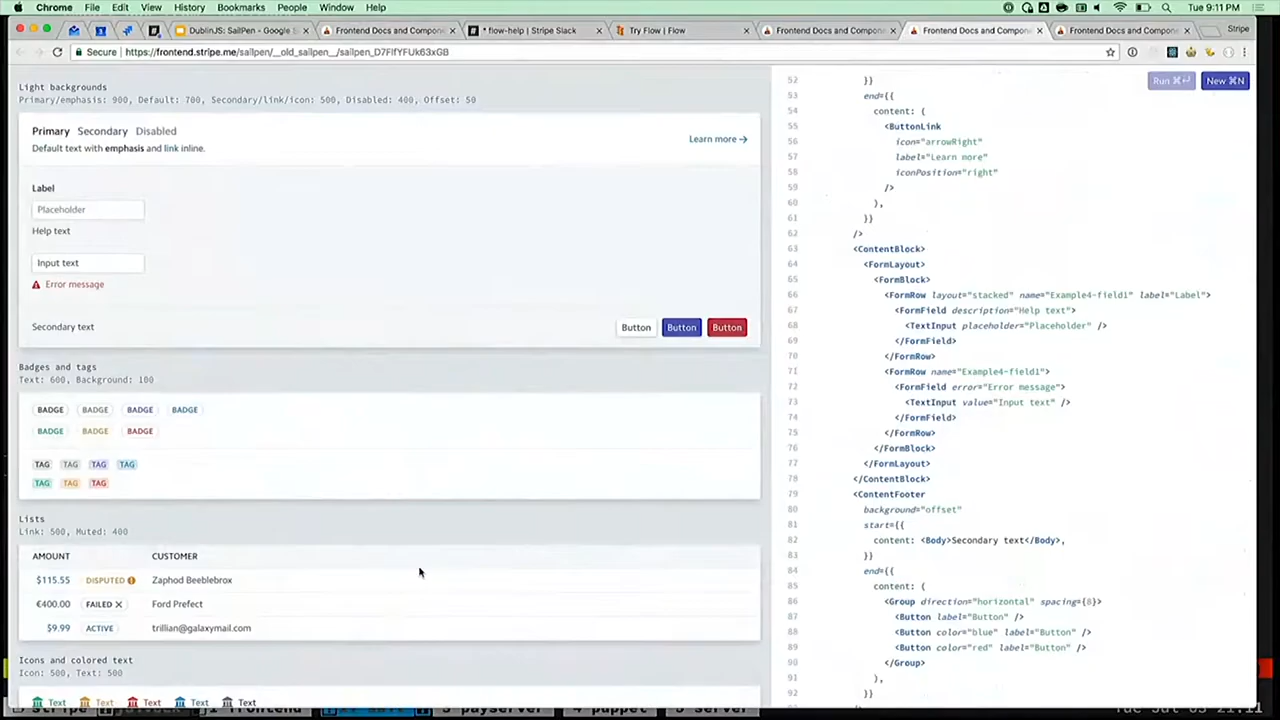 Chrome File Edit View History Bookmarks People Window Help
Tue 9:11 PM
DublinJS: SailPen - Google S
Frontend Docs and Compone
* flow-help | Stripe Slack
Try Flow | Flow
Frontend Docs and Compon
Frontend Docs and Compon
Frontend Docs and Compon
Stripe
Secure https://frontend.stripe.me/sailpen/__old_sailpen__/sailpen_D7FIfYFUk63xGB
Light backgrounds
Primary/emphasis: 900, Default: 700, Secondary/link/icon: 500, Disabled: 400, Offset: 50
Primary Secondary Disabled
Default text with emphasis and link inline.
Learn more →
Label
Placeholder
Help text
Input text
Error message
Secondary text
Button Button Button
Badges and tags
Text: 600, Background: 100
BADGE BADGE BADGE BADGE
BADGE BADGE BADGE
TAG TAG TAG TAG
TAG TAG TAG
Lists
Link: 500, Muted: 400
AMOUNT CUSTOMER
$115.55 DISPUTED Zaphod Beeblebrox
€400.00 FAILED Ford Prefect
$9.99 ACTIVE trillian@galaxymail.com
Icons and colored text
Icon: 500, Text: 500
Text Text Text Text Text
Run ⌘↵ New ⌘N
52 }}
53 end={{
54 content: (
55 <ButtonLink
56 icon="arrowRight"
57 label="Learn more"
58 iconPosition="right"
59 />
60 ),
61 }}
62 />
63 <ContentBlock>
64 <FormLayout>
65 <FormBlock>
66 <FormRow layout="stacked" name="Example4-field1" label="Label">
67 <FormField description="Help text">
68 <TextInput placeholder="Placeholder" />
69 </FormField>
70 </FormRow>
71 <FormRow name="Example4-field1">
72 <FormField error="Error message">
73 <TextInput value="Input text" />
74 </FormField>
75 </FormRow>
76 </FormBlock>
77 </FormLayout>
78 </ContentBlock>
79 <ContentFooter
80 background="offset"
81 start={{
82 content: <Body>Secondary text</Body>,
83 }}
84 end={{
85 content: (
86 <Group direction="horizontal" spacing={8}>
87 <Button label="Button" />
88 <Button color="blue" label="Button" />
89 <Button color="red" label="Button" />
90 </Group>
91 ),
92 }}